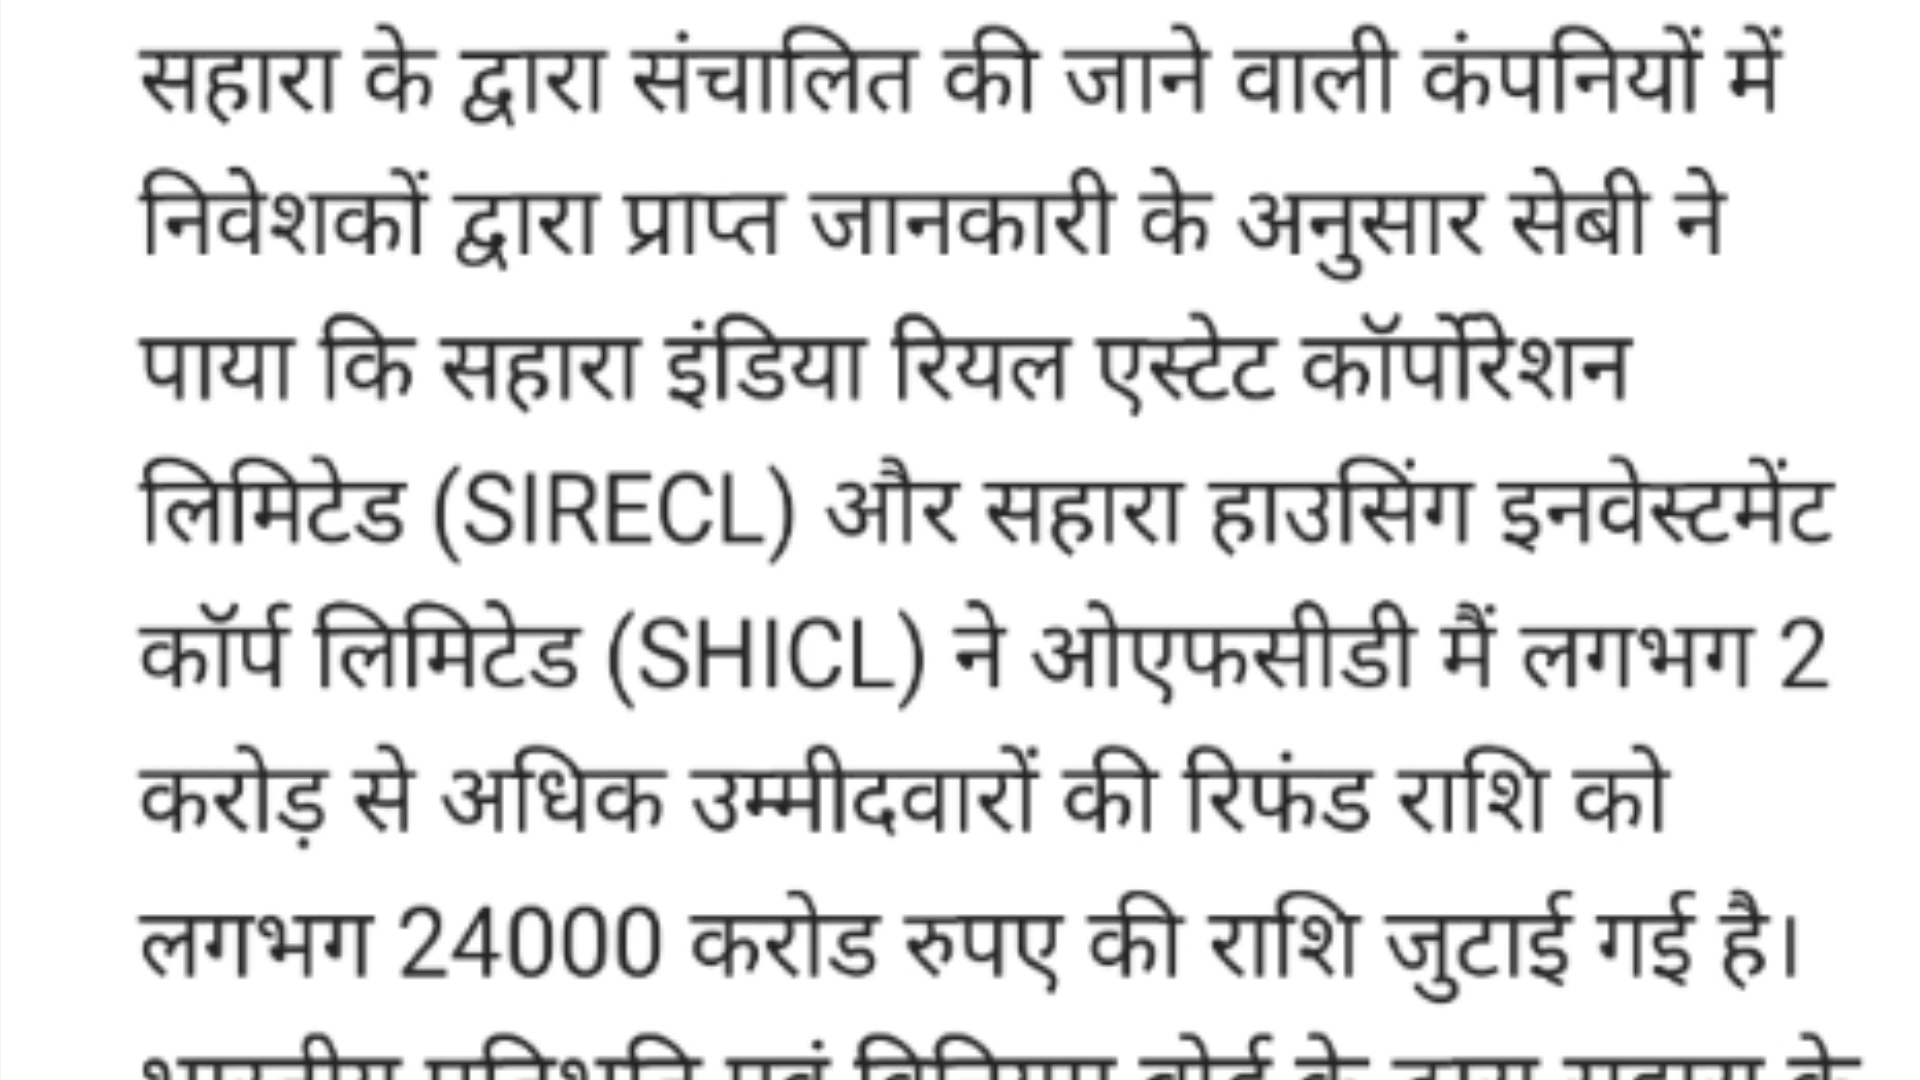 सहारा के द्वारा संचालित की जाने वाली कंपनियों में
निवेशकों द्वारा प्राप्त जानकारी के अनुसार सेबी ने
पाया कि सहारा इंडिया रियल एस्टेट कॉर्पोरेशन
लिमिटेड (SIRECL) और सहारा हाउसिंग इनवेस्टमेंट
कॉर्प लिमिटेड (SHICL) ने ओएफसीडी मैं लगभग 2
करोड़ से अधिक उम्मीदवारों की रिफंड राशि को
लगभग 24000 करोड रुपए की राशि जुटाई गई है।